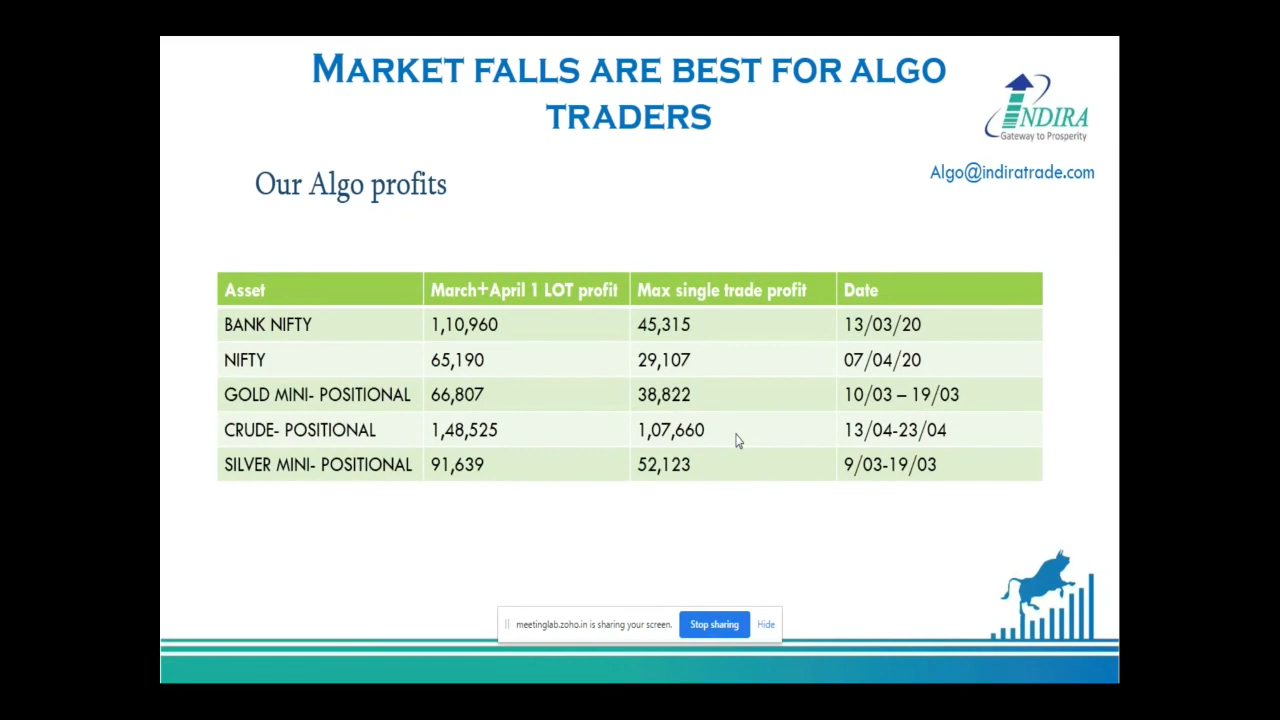 MARKET FALLS ARE BEST FOR ALGO
TRADERS
INDIRA
Gateway to Prosperity
Algo@indiratrade.com
Our Algo profits
Asset March+April 1 LOT profit Max single trade profit Date
BANK NIFTY 1,10,960 45,315 13/03/20
NIFTY 65,190 29,107 07/04/20
GOLD MINI- POSITIONAL 66,807 38,822 10/03 – 19/03
CRUDE- POSITIONAL 1,48,525 1,07,660 13/04-23/04
SILVER MINI- POSITIONAL 91,639 52,123 9/03-19/03
meetinglab.zoho.in is sharing your screen. Stop sharing Hide